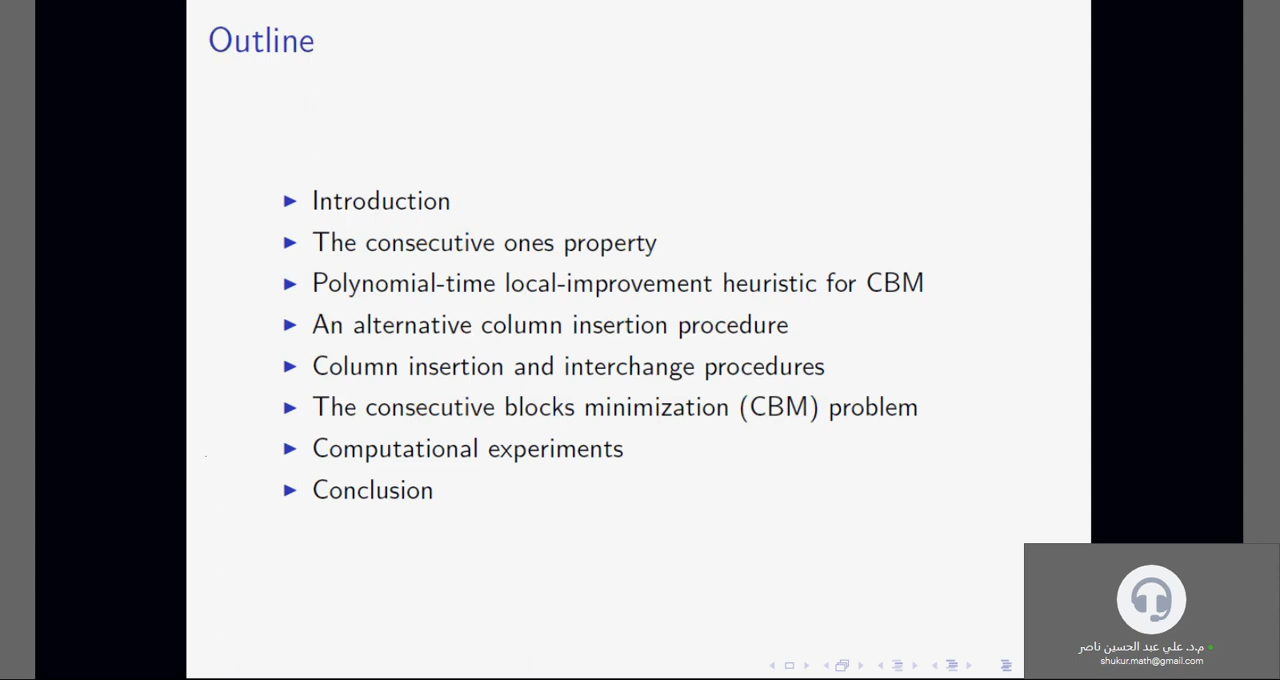 Outline
Introduction
The consecutive ones property
Polynomial-time local-improvement heuristic for CBM
An alternative column insertion procedure
Column insertion and interchange procedures
The consecutive blocks minimization (CBM) problem
Computational experiments
Conclusion
م.د. علي عبد الحسين ناصر
shukur.math@gmail.com